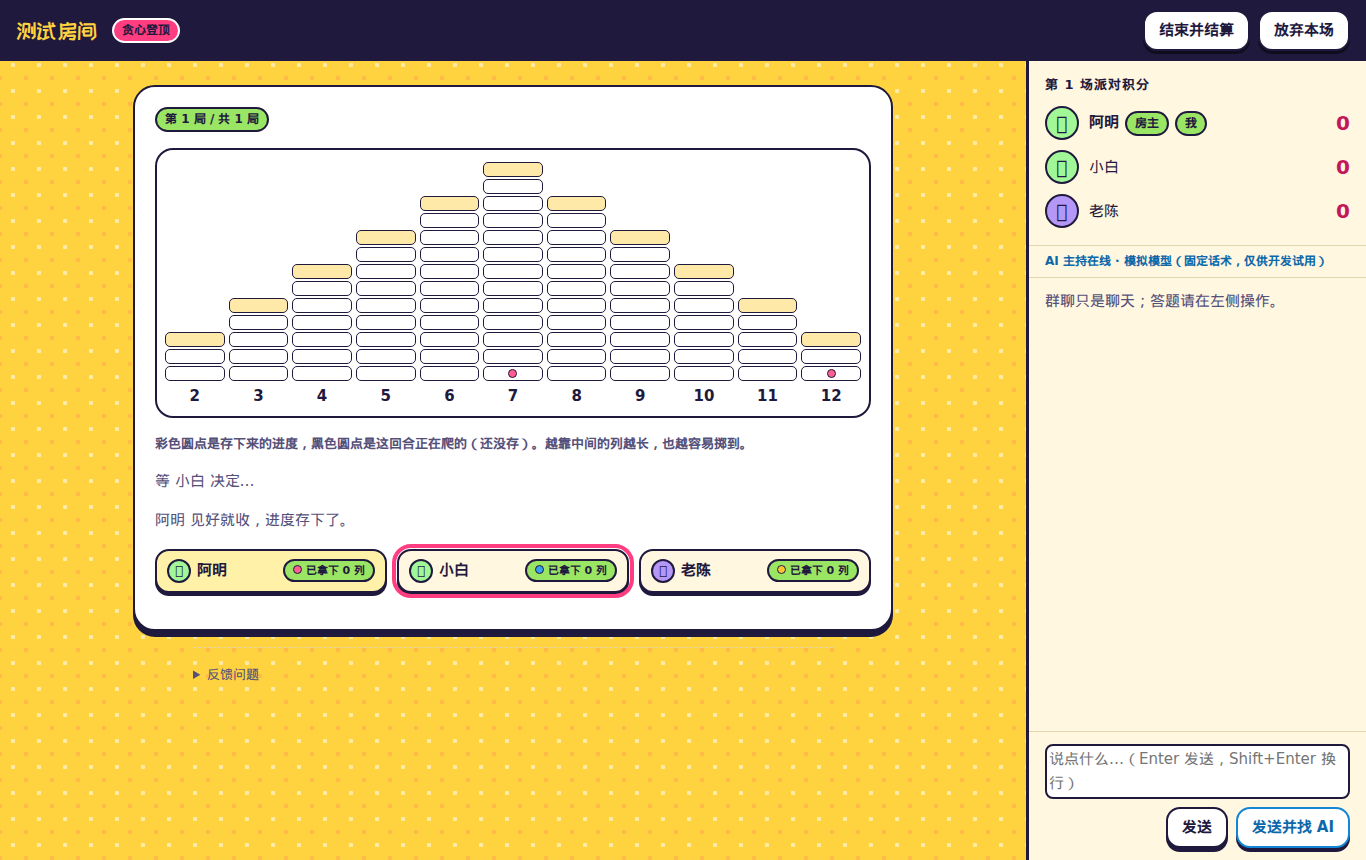 测试房间
贪心登顶
结束并结算
放弃本场
第 1 局 / 共 1 局
2 3 4 5 6 7 8 9 10 11 12
彩色圆点是存下来的进度，黑色圆点是这回合正在爬的（还没存）。越靠中间的列越长，也越容易掷到。
等 小白 决定…
阿明 见好就收，进度存下了。
阿明 已拿下 0 列
小白 已拿下 0 列
老陈 已拿下 0 列
▶ 反馈问题
第 1 场派对积分
阿明 房主 我 0
小白 0
老陈 0
AI 主持在线 · 模拟模型（固定话术，仅供开发试用）
群聊只是聊天；答题请在左侧操作。
说点什么…（Enter 发送，Shift+Enter 换
行）
发送
发送并找 AI